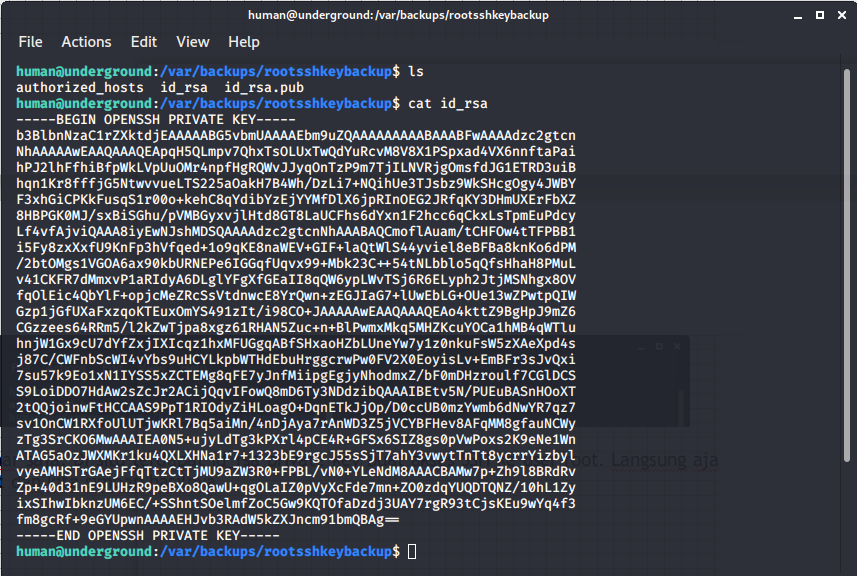 human@underground:/var/backups/rootsshkeybackup
File Actions Edit View Help
human@underground:/var/backups/rootsshkeybackup$ ls
authorized_hosts id_rsa id_rsa.pub
human@underground:/var/backups/rootsshkeybackup$ cat id_rsa
-----BEGIN OPENSSH PRIVATE KEY-----
b3BlbnNzaC1rZXktdjEAAAAABG5vbmUAAAAEbm9uZQAAAAAAAAABAAABFwAAAAdzc2gtcn
NhAAAAAwEAAQAAAQEApqH5QLmpv7QhxTsOLUxTwQdYuRcvM8V8X1PSpxad4VX6nnftaPai
hPJ2lhFfhiBfpWkLVpUuOMr4npfHgRQWvJJyqOnTzP9m7TjILNVRjgOmsfdJG1ETRD3uiB
hqn1Kr8fffjG5NtwvvueLTS225aOakH7B4Wh/DzLi7+NQihUe3TJsbz9WkSHcgOgy4JWBY
F3xhGiCPKkFusqS1r00o+kehC8qYdibYzEjYYMfDlX6jpRInOEG2JRfqKY3DHmUXErFbXZ
8HBPGK0MJ/sxBiSGhu/pVMBGyxvjlHtd8GT8LaUCFhs6dYxn1F2hcc6qCkxLsTpmEuPdcy
Lf4vfAjviQAAA8iyEwNJshMDSQAAAAdzc2gtcnNhAAABAQCmoflAuam/tCHFOw4tTFPBB1
i5Fy8zxXxfU9KnFp3hVfqed+1o9qKE8naWEV+GIF+laQtWlS44yviel8eBFBa8knKo6dPM
/2btOMgs1VGOA6ax90kbURNEPe6IGGqfUqvx99+Mbk23C++54tNLbblo5qQfsHhaH8PMuL
v41CKFR7dMmxvP1aRIdyA6DLglYFgXfGEaII8qQW6ypLWvTSj6R6ELyph2JtjMSNhgx8OV
fqOlEic4QbYlF+opjcMeZRcSsVtdnwcE8YrQwn+zEGJIaG7+lUwEbLG+OUe13wZPwtpQIW
Gzp1jGfUXaFxzqoKTEuxOmYS491zIt/i98CO+JAAAAAwEAAQAAAQEAo4kttZ9BgHpJ9mZ6
CGzzees64RRm5/l2kZwTjpa8xgz61RHAN5Zuc+n+BlPwmxMkq5MHZKcuYOCa1hMB4qWTlu
hnjW1Gx9cU7dYfZxjIXIcqz1hxMFUGgqABfSHxaoHZbLUneYw7y1z0nkuFsW5zXAeXpd4s
j87C/CWFnbScWI4vYbs9uHCYLkpbWTHdEbuHrggcrwPw0FV2X0EoyisLv+EmBFr3sJvQxi
7su57k9Eo1xN1IYSS5xZCTEMg8qFE7yJnfMiipgEgjyNhodmxZ/bF0mDHzroulf7CGlDCS
S9LoiDDO7HdAw2sZcJr2ACijQqvIFowQ8mD6Ty3NDdzibQAAAIBEtv5N/PUEuBASnHOoXT
2tQQjoinwFtHCCAAS9PpT1RIOdyZiHLoagO+DqnETkJjOp/D0ccUB0mzYwmb6dNwYR7qz7
sv1OnCW1RXfoUlUTjwKRl7Bq5aiMn/4nDjAya7rAnWD3Z5jVCYBFHev8AFqMM8gfauNCWy
zTg3SrCKO6MwAAAIEA0N5+ujyLdTg3kPXrl4pCE4R+GFSx6SIZ8gs0pVwPoxs2K9eNe1Wn
ATAG5aOzJWXMKr1ku4QXLXHNa1r7+1323bE9rgcJ55sSjT7ahY3vwytTnTt8ycrrYizbyl
yGeAMHSTrGAejFfqTtzCETjMU9aZW3R0+FPBL/vN0+YLeNdM8AAACBAMw7p+Zh9l8BRdRv
Zp+40d31rE9LUHzR9peBXo8QawU+qgOLaIZ0pVyXcFde7mn+ZO0zdqYUQDTQNZ/10hL1Zy
ixSIhwIbknzUM6EC/+SShntSOelmfZoC5Gw9KQTOfaDzdj3UAY7rgR93tCjsKEu9wYq4f3
fm8gcRf+9eGYUpwnAAAAEHJvb3RAdW5kZXJncm91bmQBAg==
-----END OPENSSH PRIVATE KEY-----
human@underground:/var/backups/rootsshkeybackup$
oot. Langsung aja